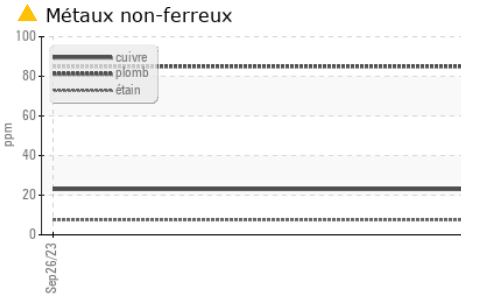 Métaux non-ferreux
100
80
60
40
20
0
ppm
cuivre
plomb
étain
Sep26/23